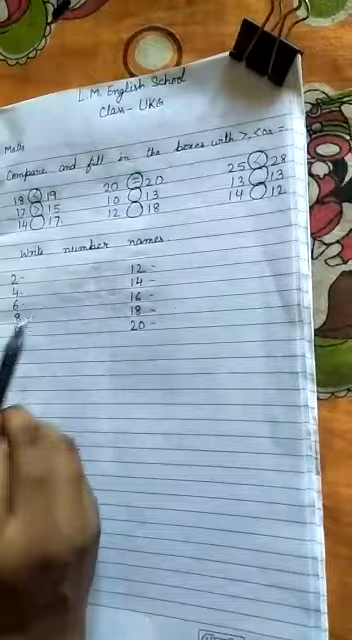 L.M. English School
Class - UKG
Maths
Compare and fill in the boxes with >, < or =
18 < 19 20 = 20 25 < 28
17 > 15 10 ○ 13 13 ○ 13
14 ○ 17 12 ○ 18 14 ○ 12
Write number names.
2- 12 -
4- 14 -
6- 16 -
8- 18 -
20 -